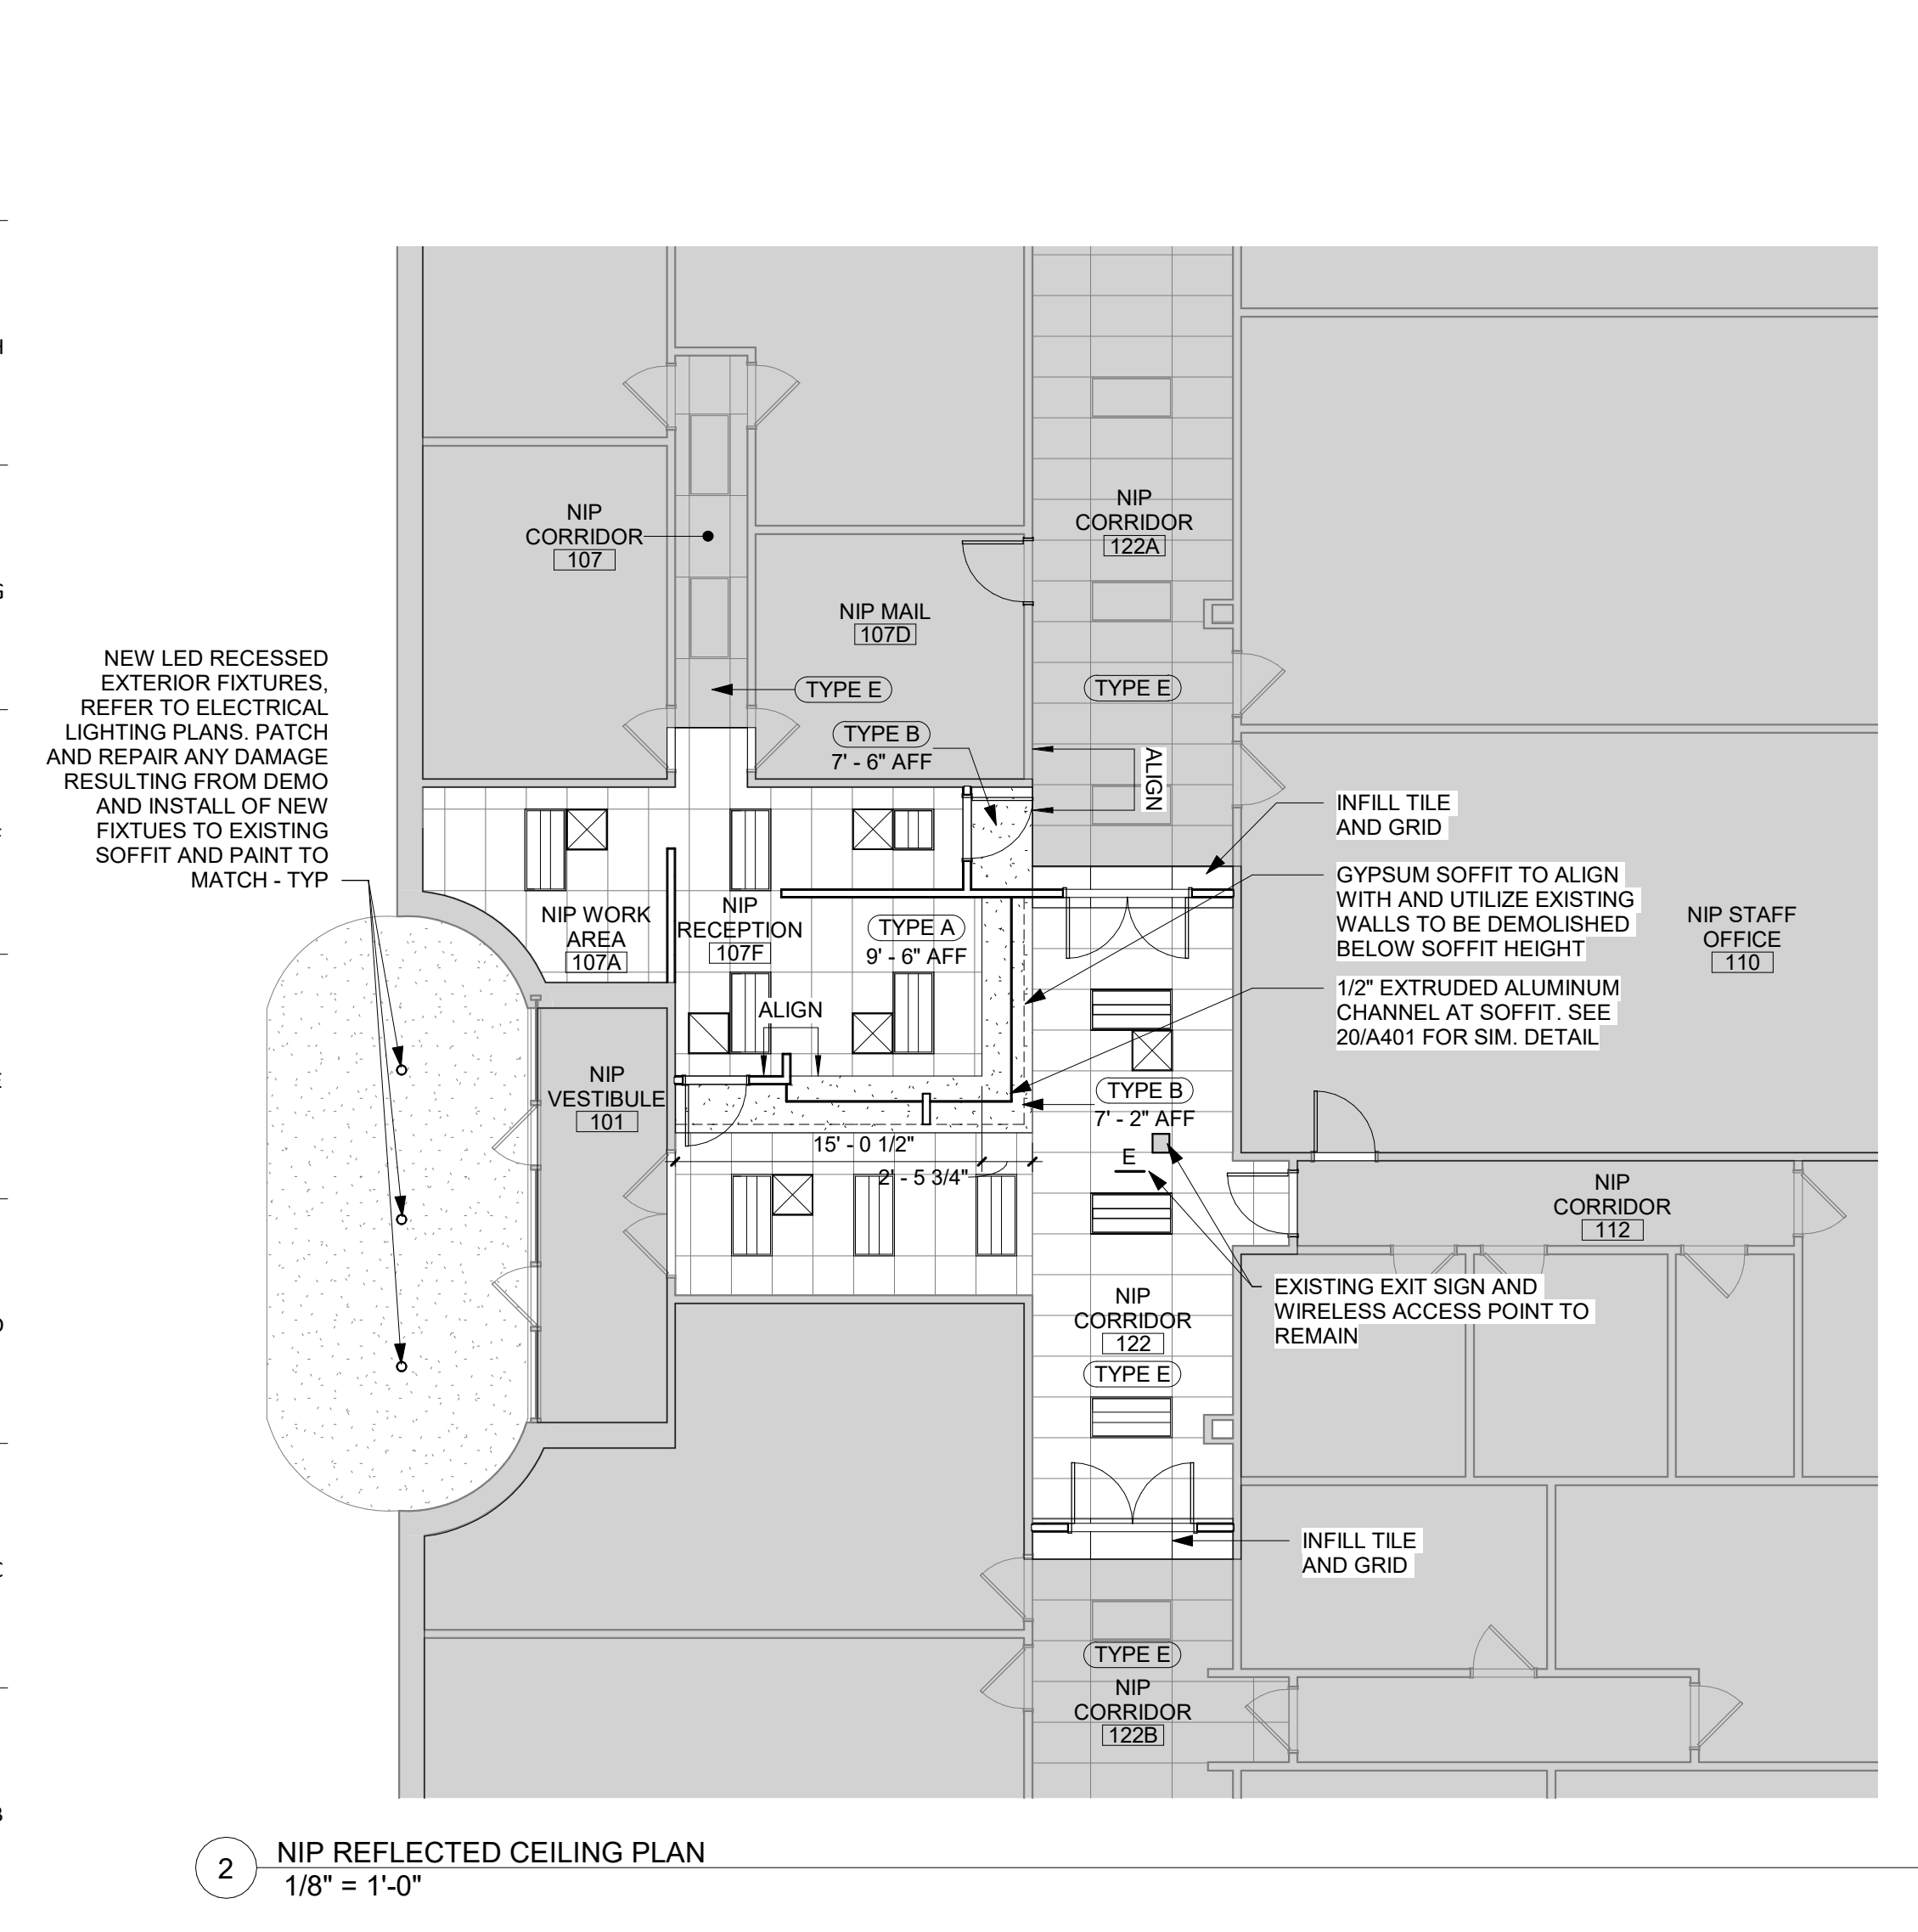 NIP
CORRIDOR
107
NIP
CORRIDOR
122A
NIP MAIL
107D
NEW LED RECESSED
EXTERIOR FIXTURES,
REFER TO ELECTRICAL
LIGHTING PLANS. PATCH
AND REPAIR ANY DAMAGE
RESULTING FROM DEMO
AND INSTALL OF NEW
FIXTUES TO EXISTING
SOFFIT AND PAINT TO
MATCH - TYP
TYPE E
TYPE E
TYPE B
7' - 6" AFF
ALIGN
INFILL TILE
AND GRID
GYPSUM SOFFIT TO ALIGN
WITH AND UTILIZE EXISTING
WALLS TO BE DEMOLISHED
BELOW SOFFIT HEIGHT
NIP STAFF
OFFICE
110
NIP WORK
AREA
107A
NIP
RECEPTION
107F
TYPE A
9' - 6" AFF
1/2" EXTRUDED ALUMINUM
CHANNEL AT SOFFIT. SEE
20/A401 FOR SIM. DETAIL
ALIGN
NIP
VESTIBULE
101
TYPE B
7' - 2" AFF
15' - 0 1/2"
2' - 5 3/4"
E
NIP
CORRIDOR
112
EXISTING EXIT SIGN AND
WIRELESS ACCESS POINT TO
REMAIN
NIP
CORRIDOR
122
TYPE E
INFILL TILE
AND GRID
TYPE E
NIP
CORRIDOR
122B
2
NIP REFLECTED CEILING PLAN
1/8" = 1'-0"